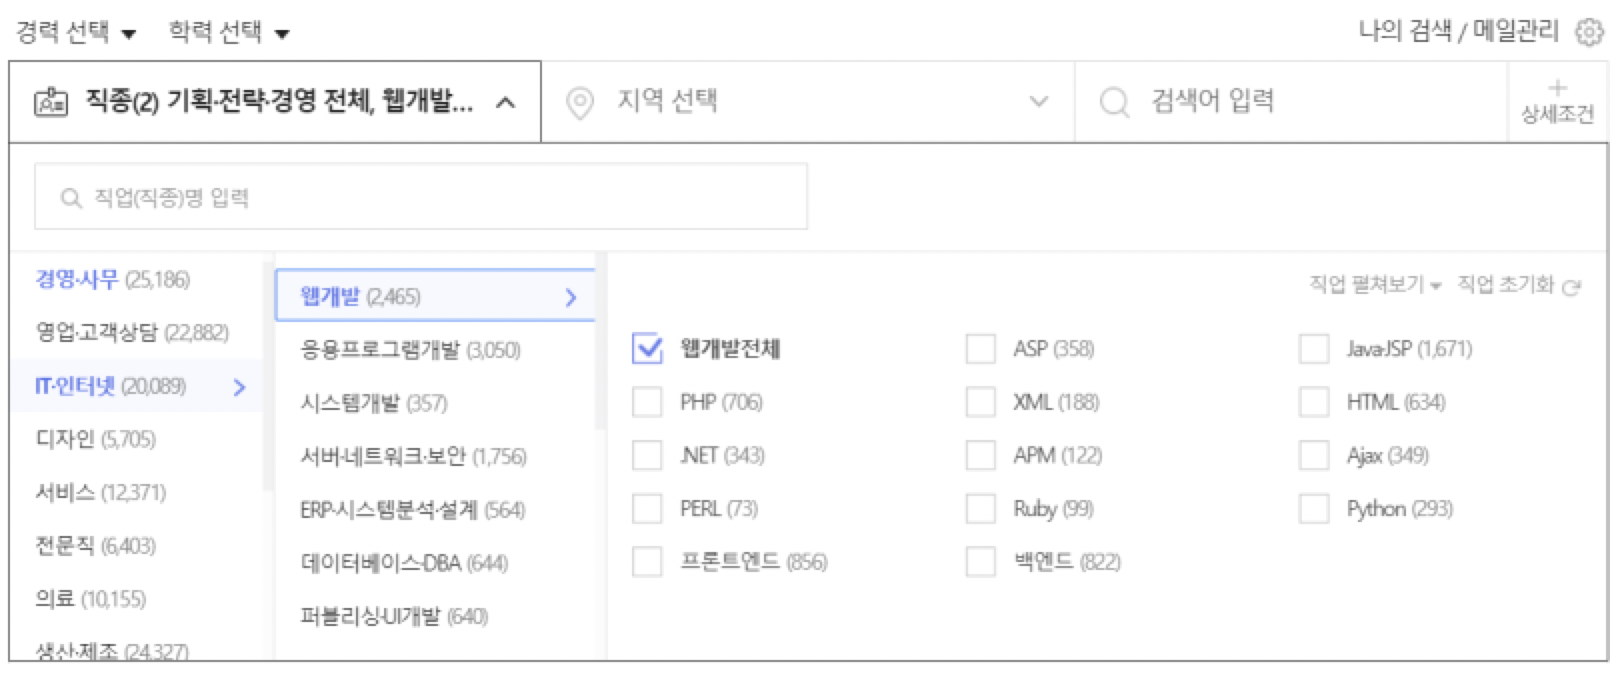 경력 선택 ▼ 학력 선택 ▼ 나의 검색 / 메일관리
직종(2) 기획·전략·경영 전체, 웹개발... 지역 선택 검색어 입력 + 상세조건
직업(직종)명 입력
경영·사무 (25,186)
영업·고객상담 (22,882)
IT·인터넷 (20,089)
디자인 (5,705)
서비스 (12,371)
전문직 (6,403)
의료 (10,155)
생산·제조 (24,327)
웹개발 (2,465)
응용프로그램개발 (3,050)
시스템개발 (357)
서버·네트워크·보안 (1,756)
ERP·시스템분석·설계 (564)
데이터베이스·DBA (644)
퍼블리싱·UI개발 (640)
직업 펼쳐보기 ▼ 직업 초기화
웹개발전체 ASP (358) Java·JSP (1,671)
PHP (706) XML (188) HTML (634)
.NET (343) APM (122) Ajax (349)
PERL (73) Ruby (99) Python (293)
프론트엔드 (856) 백엔드 (822)